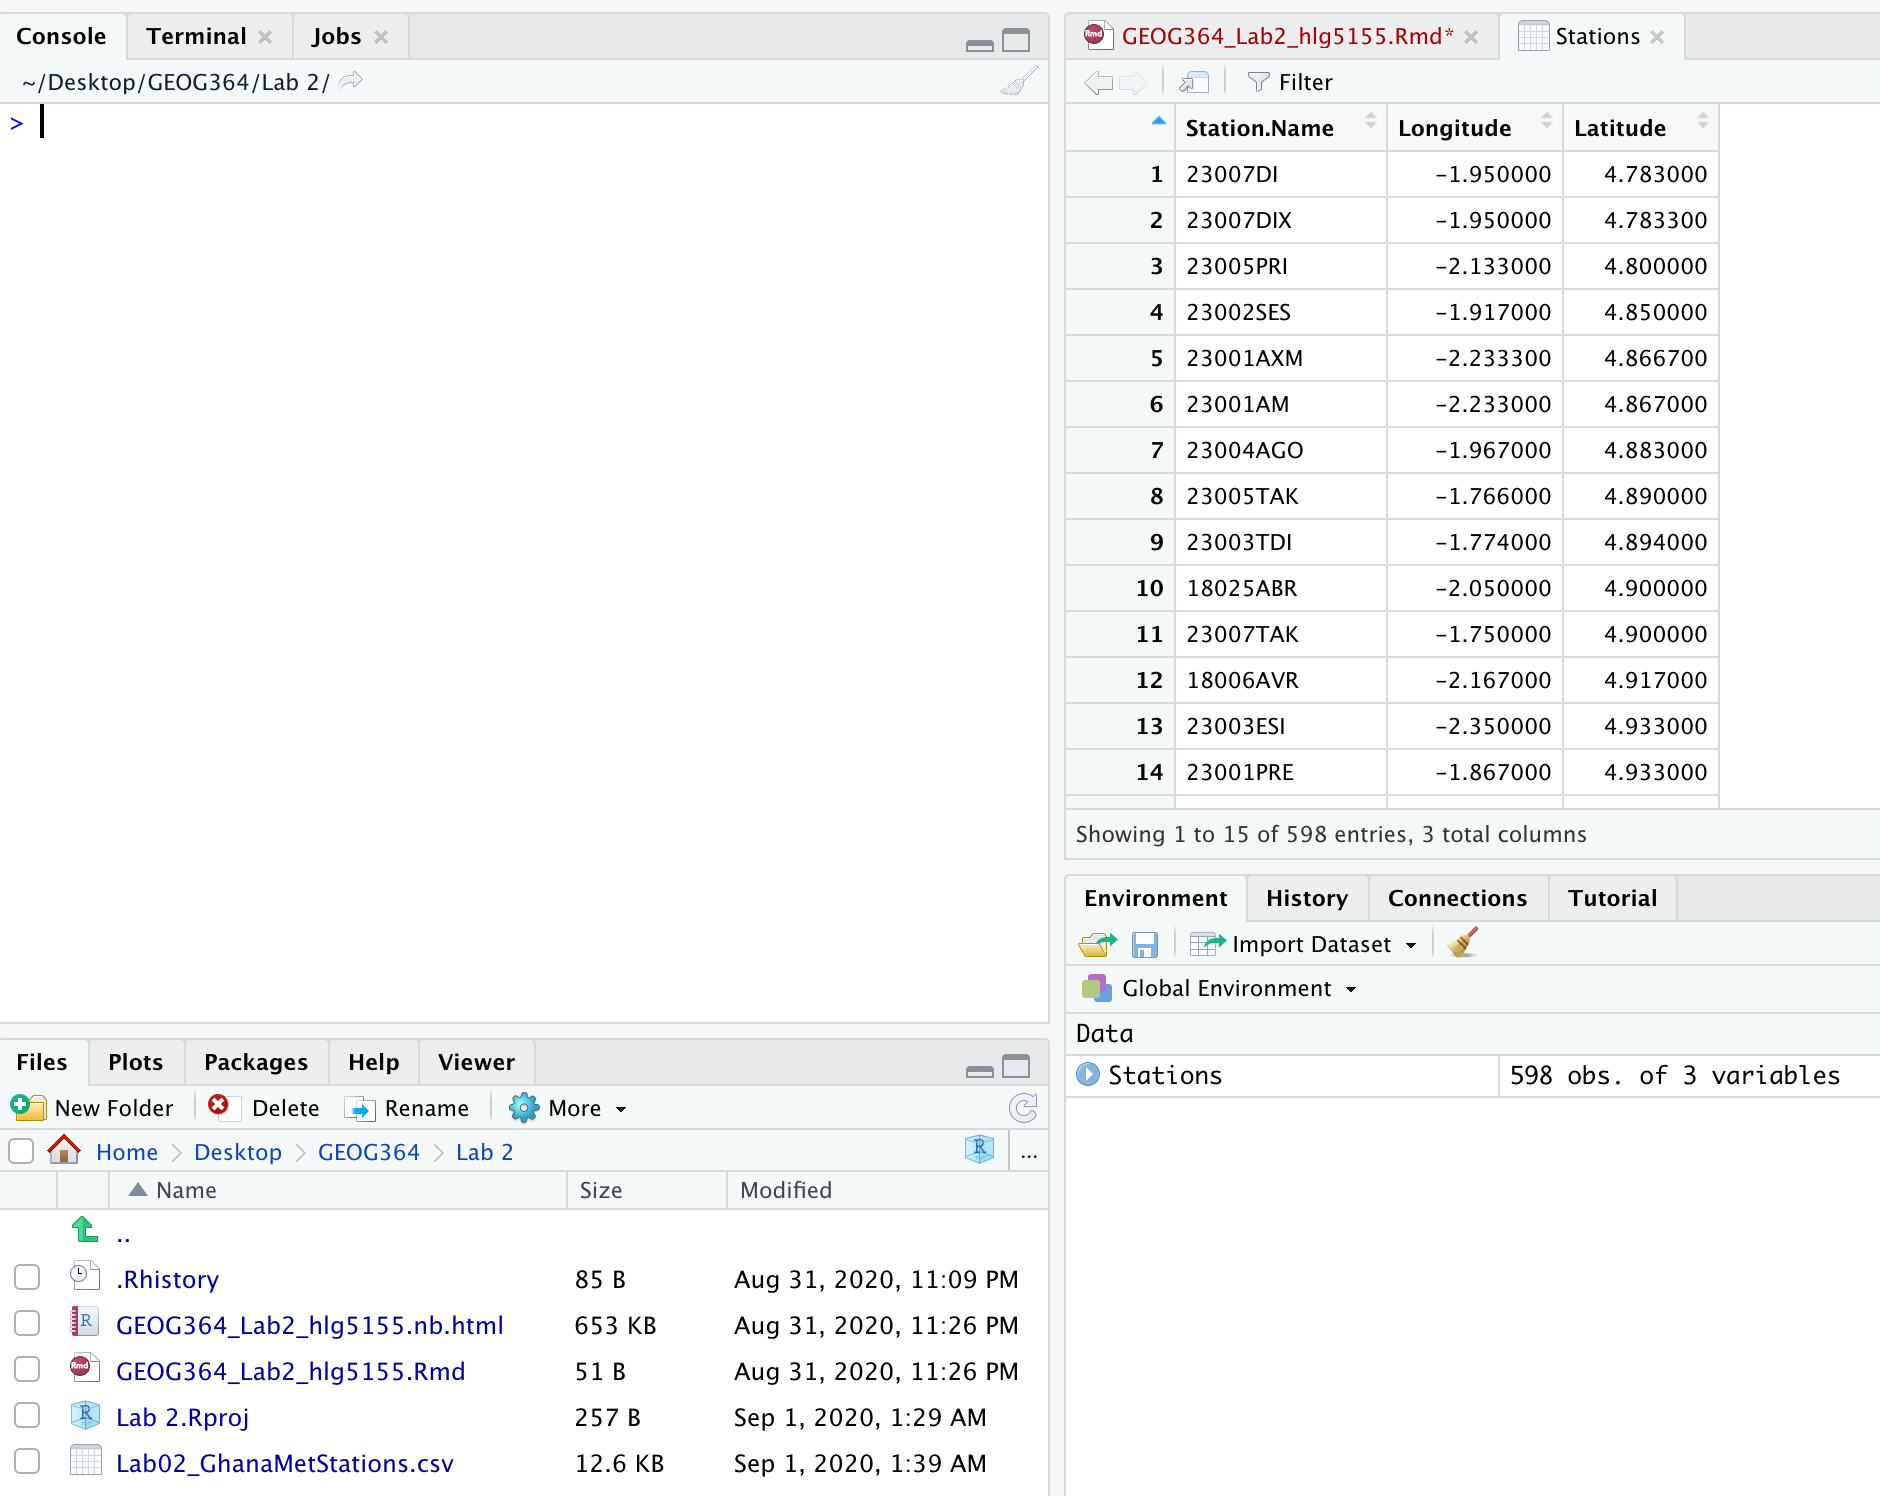 Console Terminal Jobs
~/Desktop/GEOG364/Lab 2/
>
Files Plots Packages Help Viewer
New Folder Delete Rename More
Home Desktop GEOG364 Lab 2 R ...
Name Size Modified
..
.Rhistory 85 B Aug 31, 2020, 11:09 PM
R GEOG364_Lab2_hlg5155.nb.html 653 KB Aug 31, 2020, 11:26 PM
Rmd GEOG364_Lab2_hlg5155.Rmd 51 B Aug 31, 2020, 11:26 PM
R Lab 2.Rproj 257 B Sep 1, 2020, 1:29 AM
Lab02_GhanaMetStations.csv 12.6 KB Sep 1, 2020, 1:39 AM
Rmd GEOG364_Lab2_hlg5155.Rmd* Stations
Filter
Station.Name Longitude Latitude
1 23007DI -1.950000 4.783000
2 23007DIX -1.950000 4.783300
3 23005PRI -2.133000 4.800000
4 23002SES -1.917000 4.850000
5 23001AXM -2.233300 4.866700
6 23001AM -2.233000 4.867000
7 23004AGO -1.967000 4.883000
8 23005TAK -1.766000 4.890000
9 23003TDI -1.774000 4.894000
10 18025ABR -2.050000 4.900000
11 23007TAK -1.750000 4.900000
12 18006AVR -2.167000 4.917000
13 23003ESI -2.350000 4.933000
14 23001PRE -1.867000 4.933000
Showing 1 to 15 of 598 entries, 3 total columns
Environment History Connections Tutorial
Import Dataset
Global Environment
Data
Stations 598 obs. of 3 variables